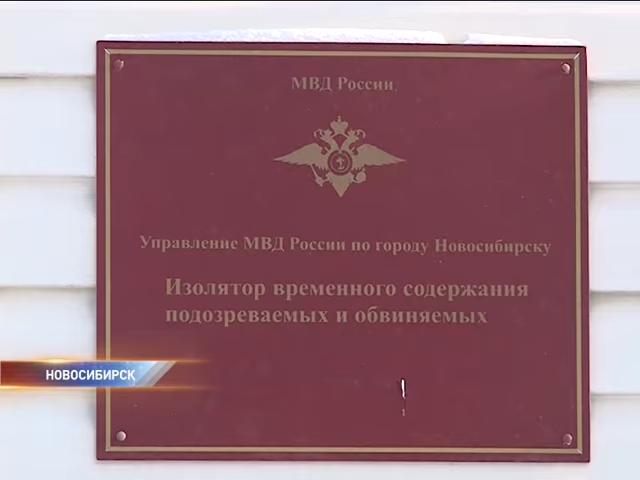 МВД России
Управление МВД России по городу Новосибирску
Изолятор временного содержания
подозреваемых и обвиняемых
НОВОСИБИРСК